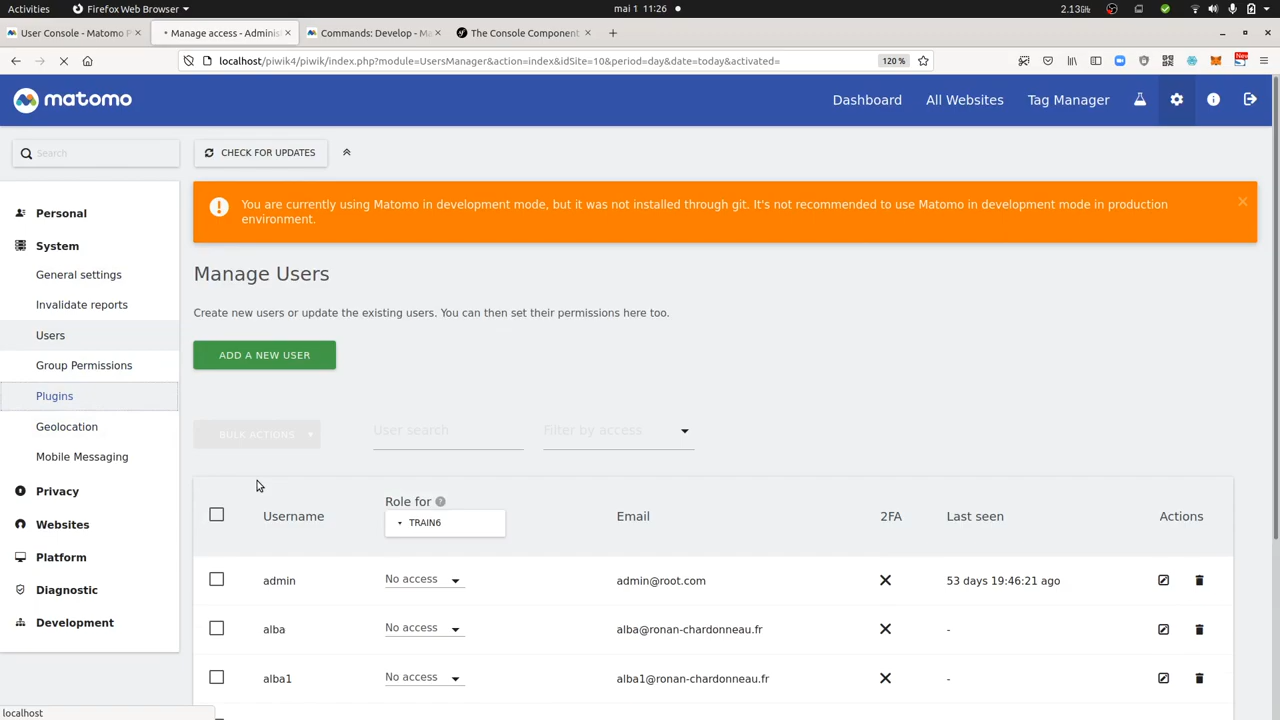 Activities
Firefox Web Browser
mai 1 11:26
2.13GHz
User Console - Matomo P
Manage access - Administ
Commands: Develop - Ma
The Console Component
localhost/piwik4/piwik/index.php?module=UsersManager&action=index&idSite=10&period=day&date=today&activated=
120 %
New
matomo
Dashboard
All Websites
Tag Manager
Search
CHECK FOR UPDATES
You are currently using Matomo in development mode, but it was not installed through git. It's not recommended to use Matomo in development mode in production
environment.
Personal
System
General settings
Invalidate reports
Users
Group Permissions
Plugins
Geolocation
Mobile Messaging
Privacy
Websites
Platform
Diagnostic
Development
Manage Users
Create new users or update the existing users. You can then set their permissions here too.
ADD A NEW USER
BULK ACTIONS
User search
Filter by access
Username
Role for
TRAIN6
Email
2FA
Last seen
Actions
admin
No access
admin@root.com
53 days 19:46:21 ago
alba
No access
alba@ronan-chardonneau.fr
-
alba1
No access
alba1@ronan-chardonneau.fr
-
localhost